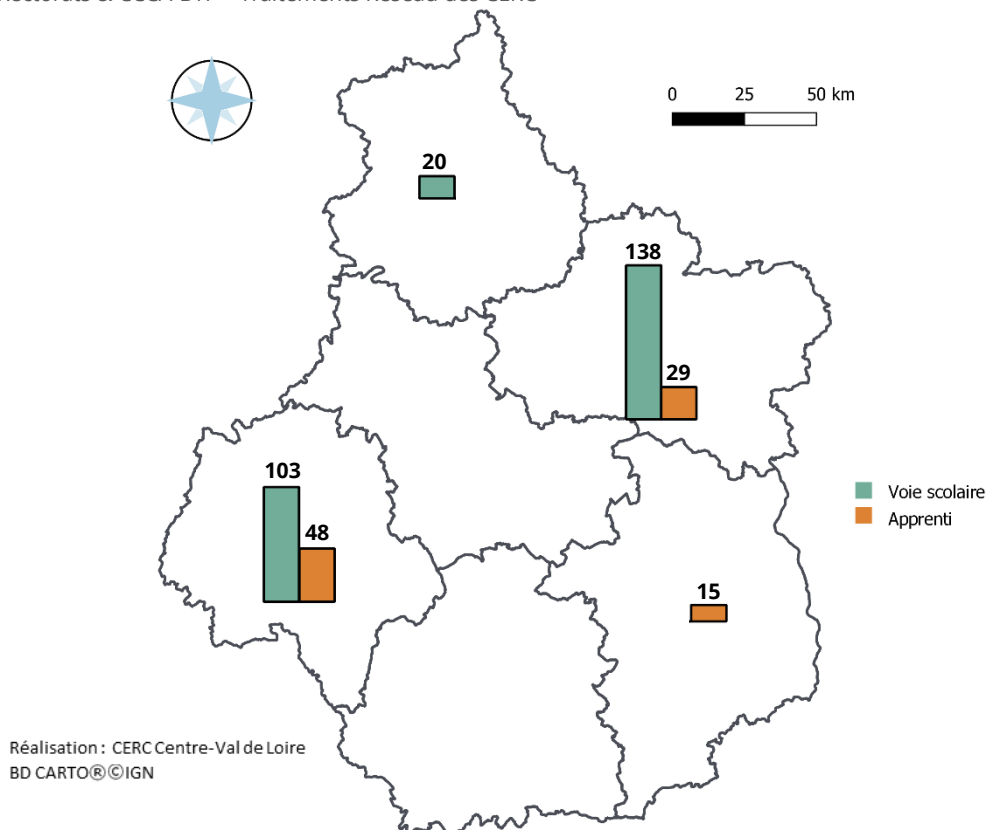 0 25 50 km
20
138
29
103
48
Voie scolaire
Apprenti
15
Réalisation : CERC Centre-Val de Loire
BD CARTO®©IGN